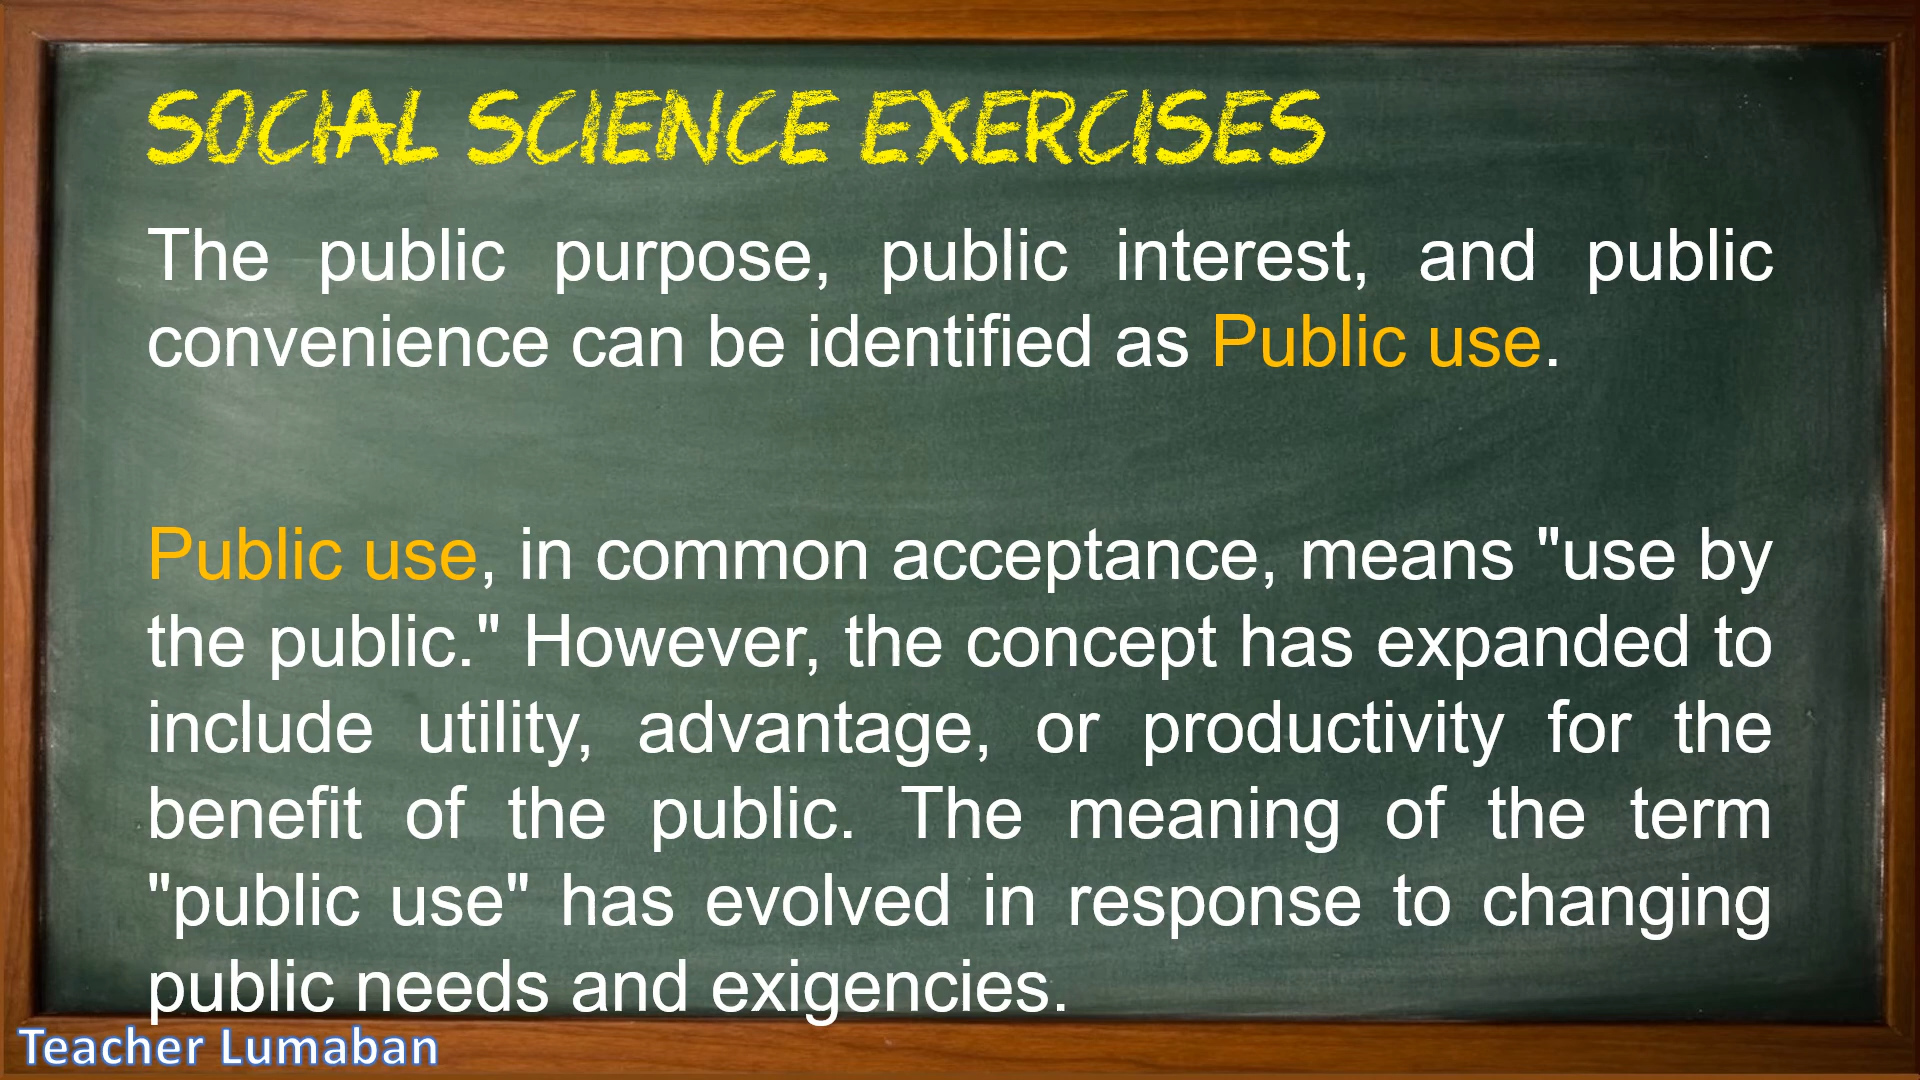 SOCIAL SCIENCE EXERCISES
The public purpose, public interest, and public
convenience can be identified as Public use.
Public use, in common acceptance, means "use by
the public." However, the concept has expanded to
include utility, advantage, or productivity for the
benefit of the public. The meaning of the term
"public use" has evolved in response to changing
public needs and exigencies.
Teacher Lumaban